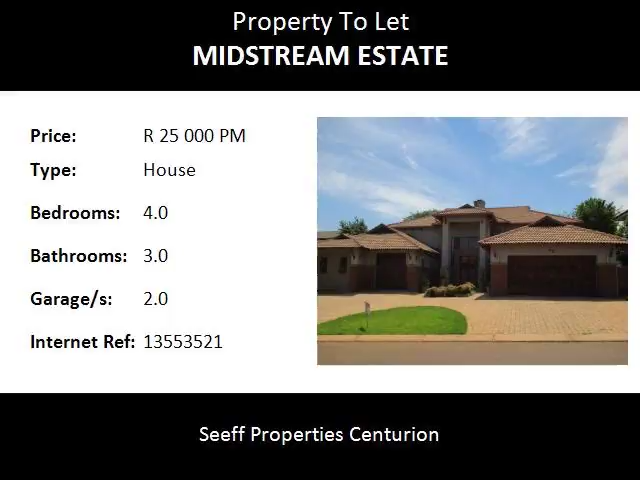 Property To Let
MIDSTREAM ESTATE
Price: R 25 000 PM
Type: House
Bedrooms: 4.0
Bathrooms: 3.0
Garage/s: 2.0
Internet Ref: 13553521
Seeff Properties Centurion